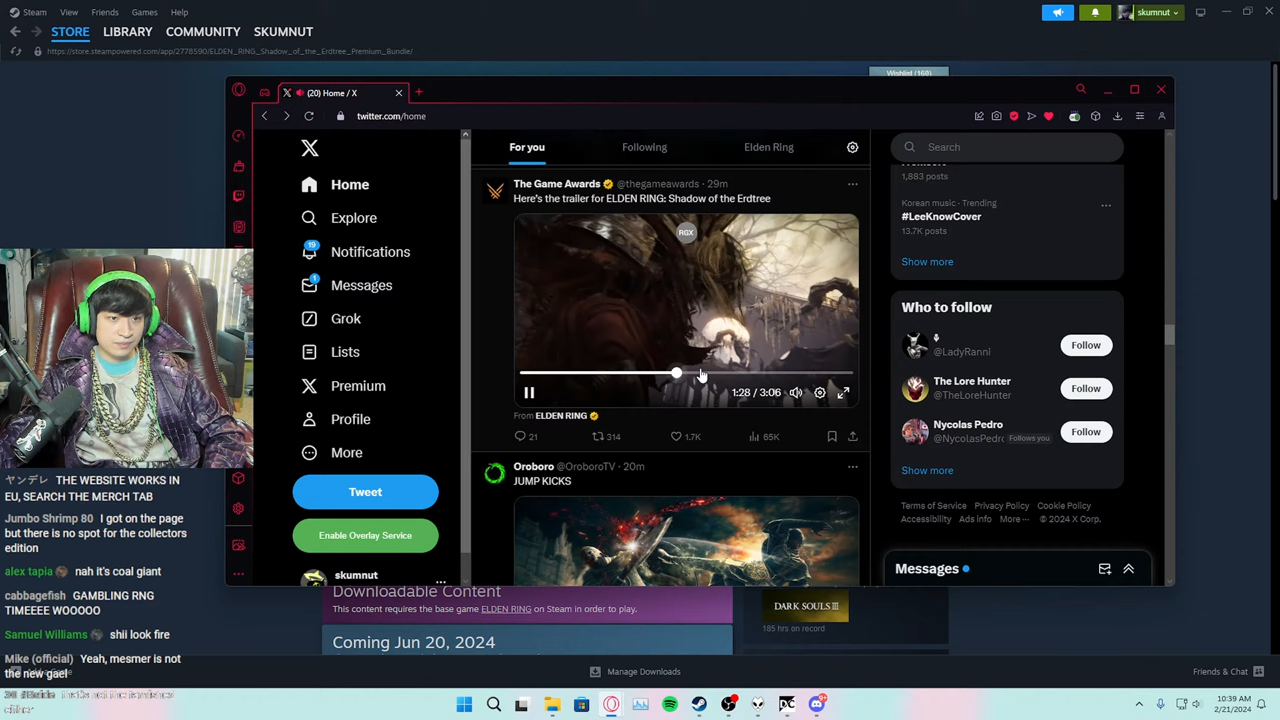 Steam View Friends Games Help
skumnut
STORE LIBRARY COMMUNITY SKUMNUT
https://store.steampowered.com/app/2778590/ELDEN_RING_Shadow_of_the_Erdtree_Premium_Bundle/
Wishlist (160)
(20) Home / X
twitter.com/home
Home
Explore
19
Notifications
1
Messages
Grok
Lists
Premium
Profile
More
Tweet
Enable Overlay Service
skumnut
For you Following Elden Ring
The Game Awards @thegameawards · 29m
Here's the trailer for ELDEN RING: Shadow of the Erdtree
RGX
1:28 / 3:06
From ELDEN RING
21 314 1.7K 65K
Oroboro @OroboroTV · 20m
JUMP KICKS
Search
1,883 posts
Korean music · Trending
#LeeKnowCover
13.7K posts
Show more
Who to follow
@LadyRanni
Follow
The Lore Hunter
@TheLoreHunter
Follow
Nycolas Pedro
@NycolasPedro Follows you
Follow
Show more
Terms of Service Privacy Policy Cookie Policy
Accessibility Ads info More ··· © 2024 X Corp.
Messages
ヤンデレ THE WEBSITE WORKS IN
EU, SEARCH THE MERCH TAB
Jumbo Shrimp 80 I got on the page
but there is no spot for the collectors
edition
alex tapia nah it's coal giant
cabbagefish GAMBLING RNG
TIMEEEE WOOOOO
Samuel Williams shii look fire
Mike (official) Yeah, mesmer is not
the new gael
Downloadable Content
This content requires the base game ELDEN RING on Steam in order to play.
Coming Jun 20, 2024
DARK SOULS III
185 hrs on record
Manage Downloads
Friends & Chat
DC
10:39 AM
2/21/2024